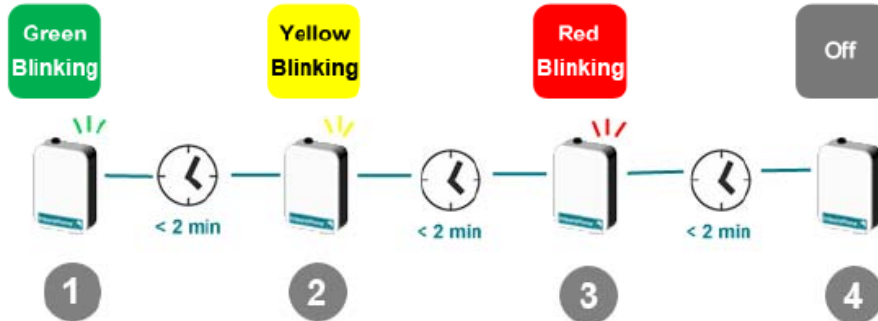 Green
Blinking
Yellow
Blinking
Red
Blinking
Off
< 2 min
< 2 min
< 2 min
1
2
3
4